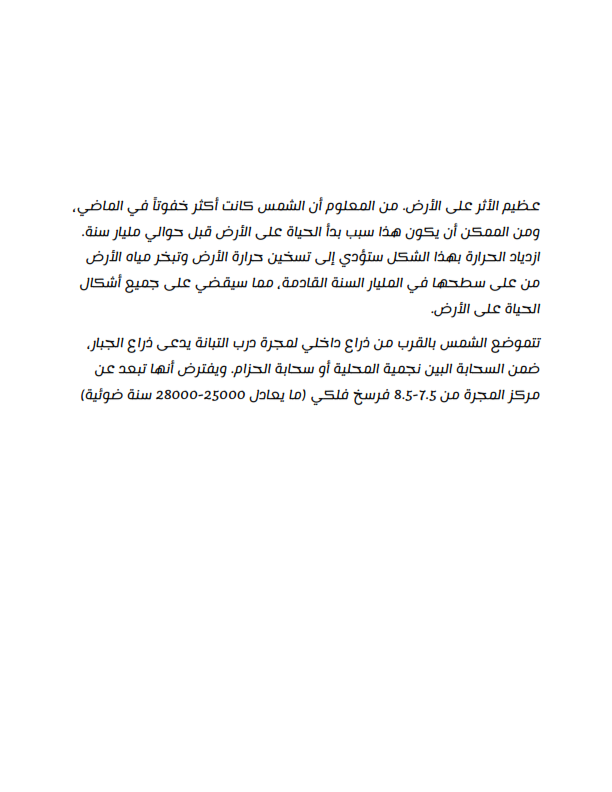 عظيم الأثر على الأرض. من المعلوم أن الشمس كانت أكثر خفوتاً في الماضي،
ومن الممكن أن يكون هذا سبب بدأ الحياة على الأرض قبل حوالي مليار سنة.
ازدياد الحرارة بهذا الشكل ستؤدي إلى تسخين حرارة الأرض وتبخر مياه الأرض
من على سطحها في المليار السنة القادمة، مما سيقضي على جميع أشكال
الحياة على الأرض.
تتموضع الشمس بالقرب من ذراع داخلي لمجرة درب التبانة يدعى ذراع الجبار،
ضمن السحابة البين نجمية المحلية أو سحابة الحزام. ويفترض أنها تبعد عن
مركز المجرة من 7.5-8.5 فرسخ فلكي (ما يعادل 25000-28000 سنة ضوئية)